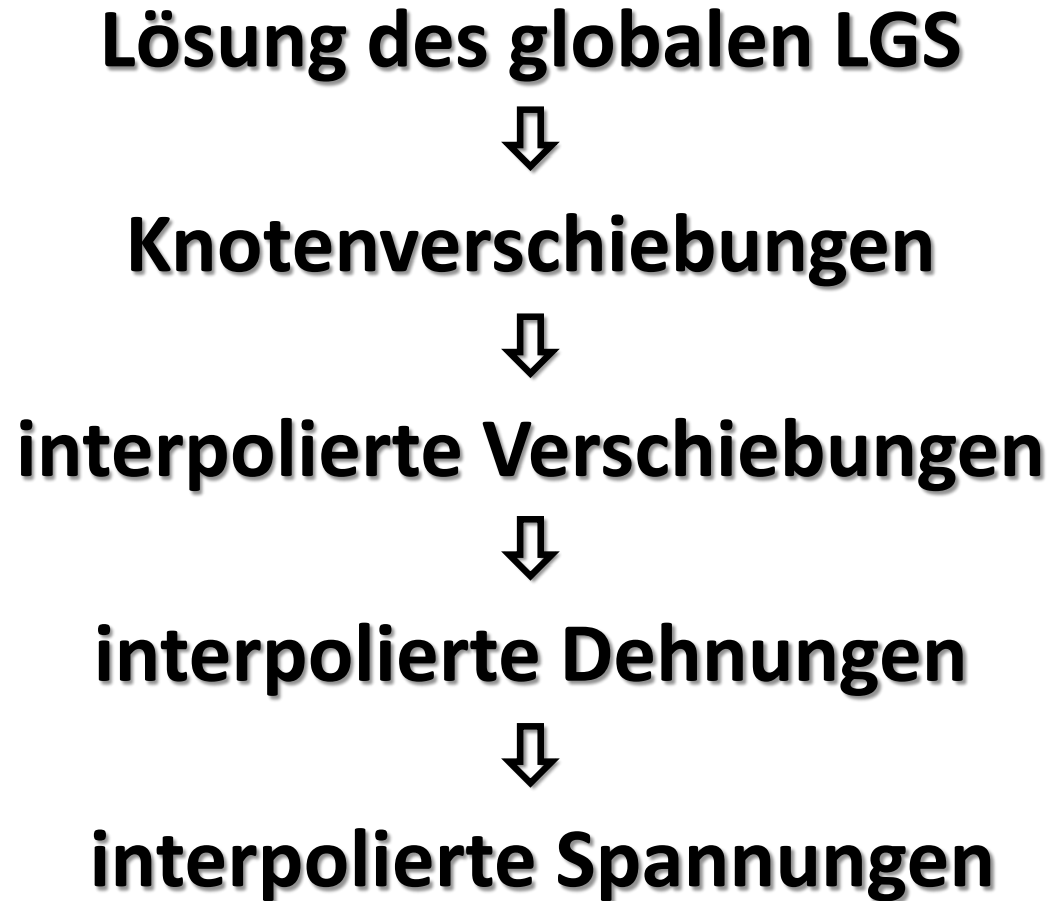 Lösung des globalen LGS
Knotenverschiebungen
interpolierte Verschiebungen
interpolierte Dehnungen
interpolierte Spannungen